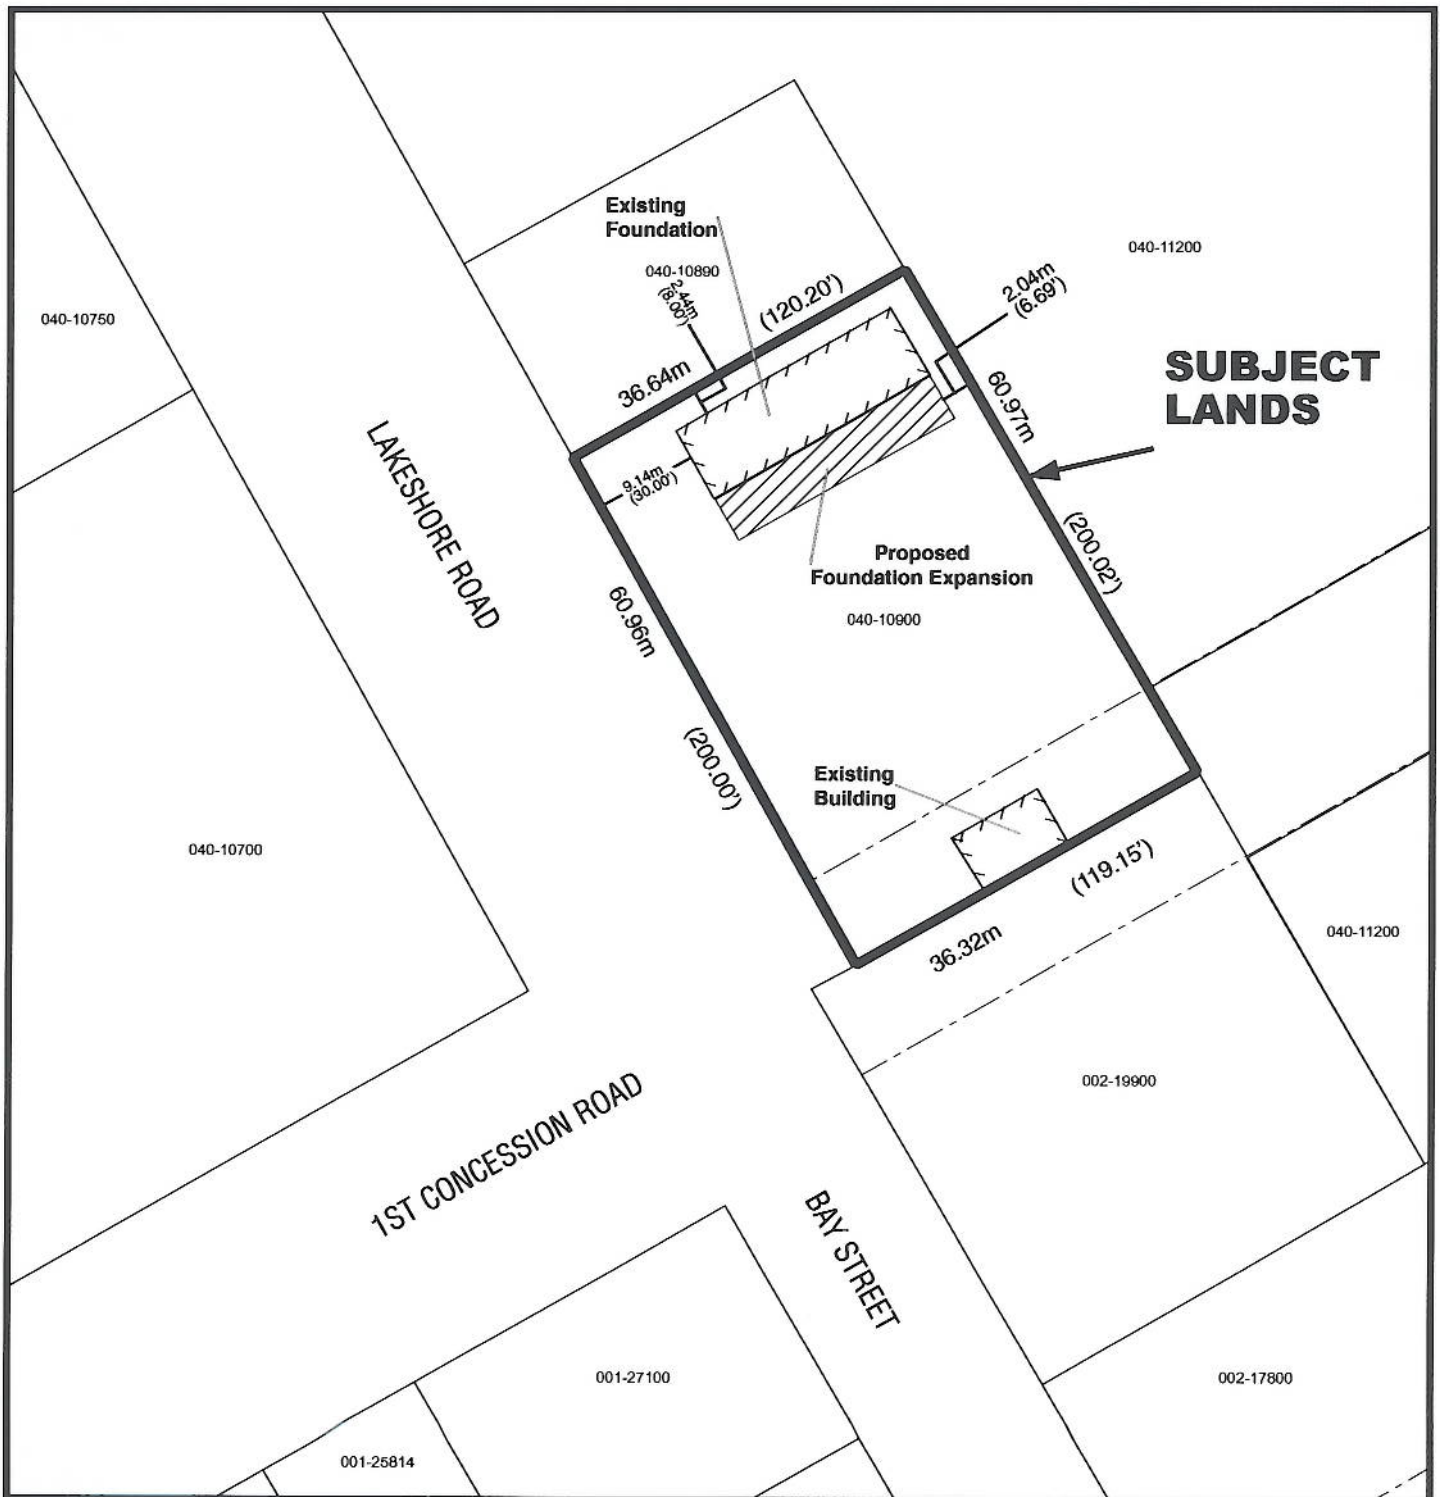 Existing
Foundation
040-11200
040-10890
2.44m
(8.00')
(120.20')
2.04m
(6.69')
040-10750
SUBJECT
LANDS
36.64m
60.97m
LAKESHORE ROAD
9.14m
(30.00')
(200.02')
Proposed
Foundation Expansion
60.96m
040-10900
(200.00')
Existing
Building
040-10700
(119.15')
36.32m
040-11200
002-19900
1ST CONCESSION ROAD
BAY STREET
001-27100
002-17800
001-25814